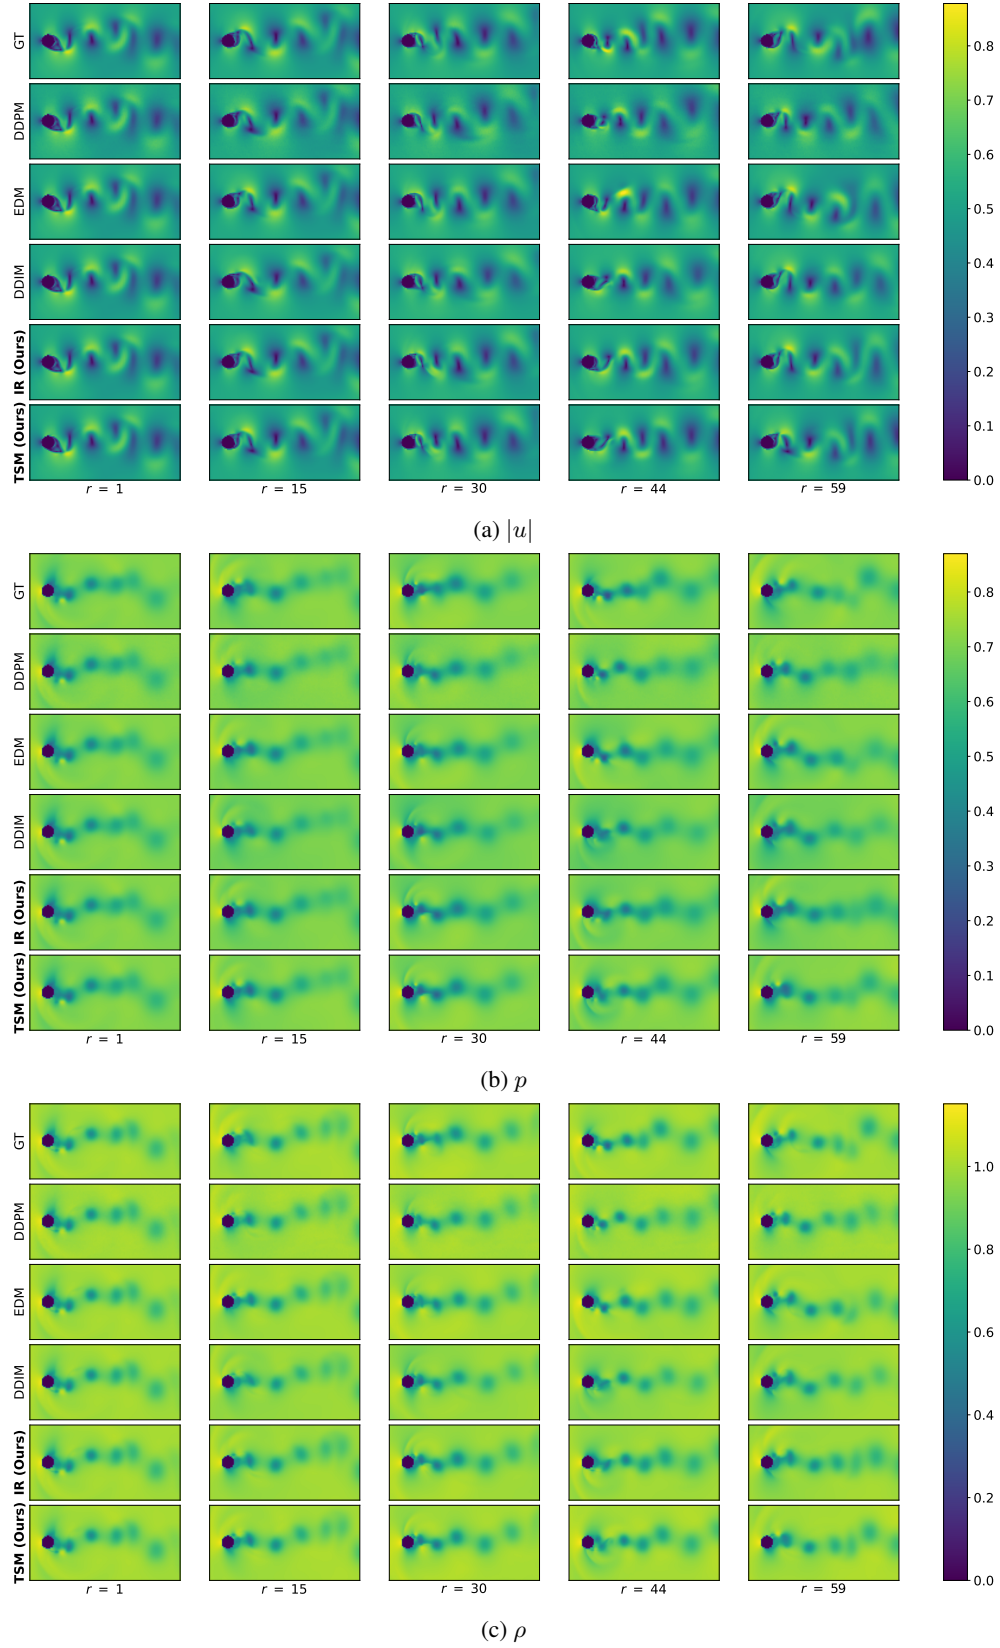 GT
DDPM
EDM
DDIM
IR (Ours)
TSM (Ours)
r = 1
r = 15
r = 30
r = 44
r = 59
0.8
0.7
0.6
0.5
0.4
0.3
0.2
0.1
0.0
(a) |u|
GT
DDPM
EDM
DDIM
IR (Ours)
TSM (Ours)
r = 1
r = 15
r = 30
r = 44
r = 59
0.8
0.7
0.6
0.5
0.4
0.3
0.2
0.1
0.0
(b) p
GT
DDPM
EDM
DDIM
IR (Ours)
TSM (Ours)
r = 1
r = 15
r = 30
r = 44
r = 59
1.0
0.8
0.6
0.4
0.2
0.0
(c) ρ